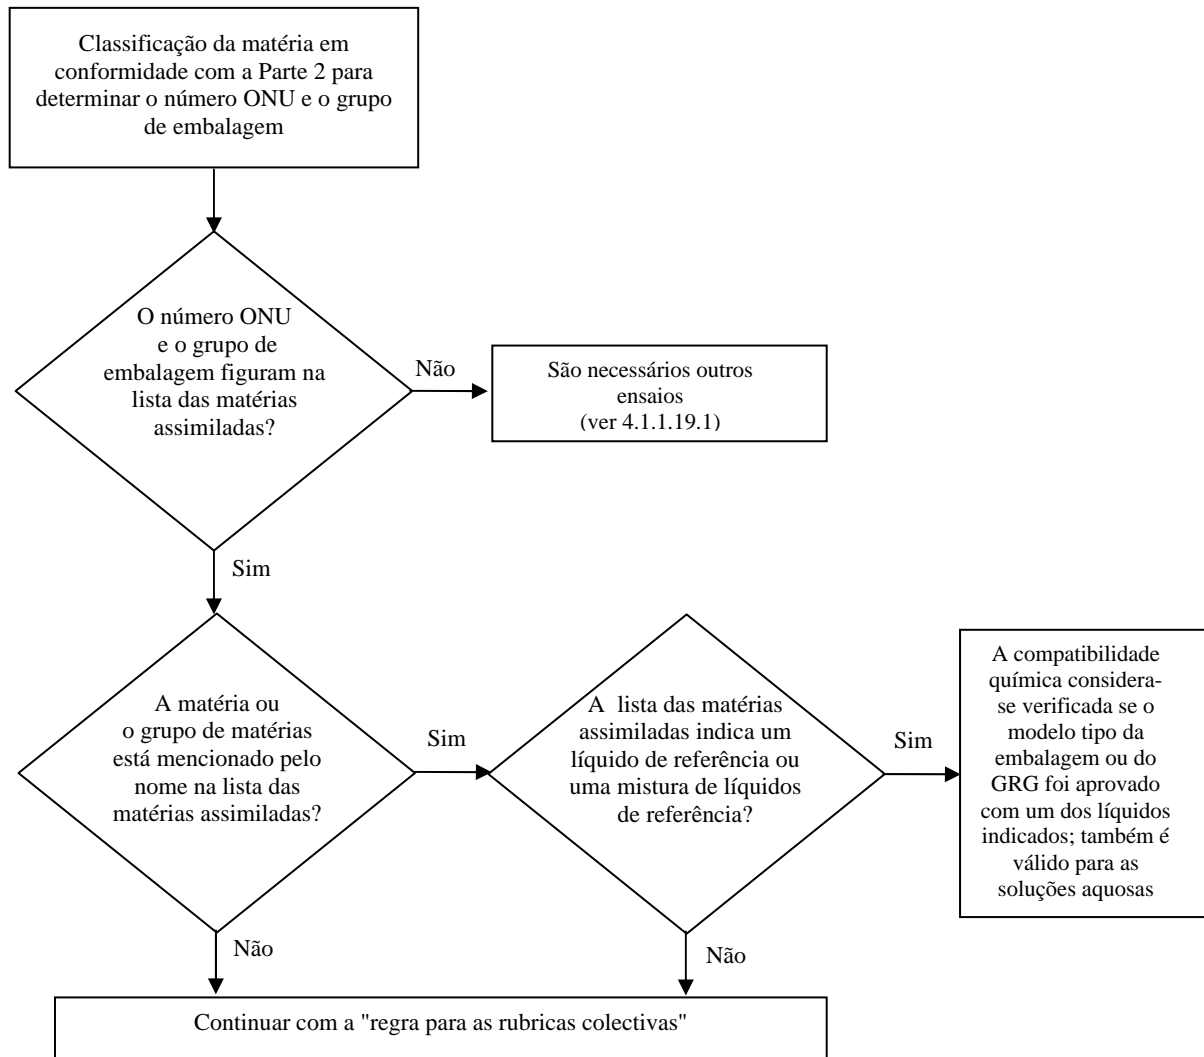 Classificação da matéria em
conformidade com a Parte 2 para
determinar o número ONU e o grupo
de embalagem
O número ONU
e o grupo de
embalagem figuram na
lista das matérias
assimiladas?
Não
São necessários outros
ensaios
(ver 4.1.1.19.1)
Sim
A matéria ou
o grupo de matérias
está mencionado pelo
nome na lista das
matérias assimiladas?
Sim
A lista das matérias
assimiladas indica um
líquido de referência ou
uma mistura de líquidos
de referência?
Sim
A compatibilidade
química considera-
se verificada se o
modelo tipo da
embalagem ou do
GRG foi aprovado
com um dos líquidos
indicados; também é
válido para as
soluções aquosas
Não
Não
Continuar com a "regra para as rubricas colectivas"